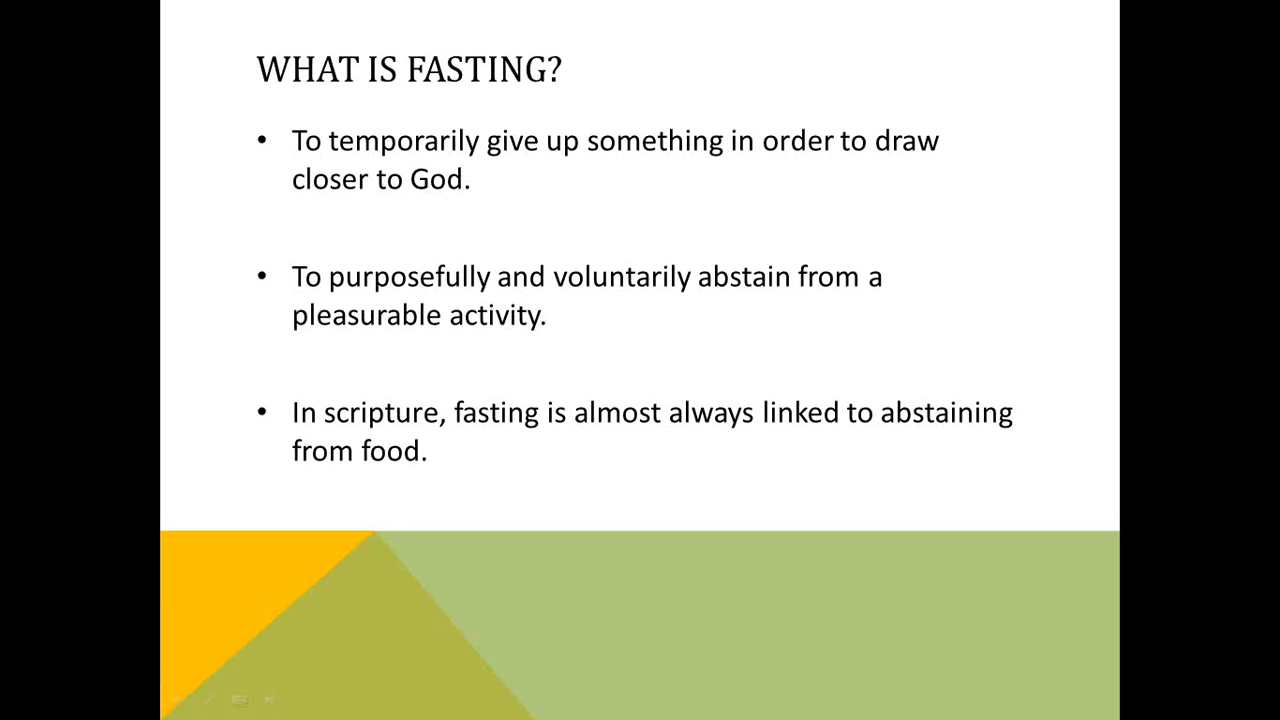 WHAT IS FASTING?
• To temporarily give up something in order to draw
closer to God.
• To purposefully and voluntarily abstain from a
pleasurable activity.
• In scripture, fasting is almost always linked to abstaining
from food.